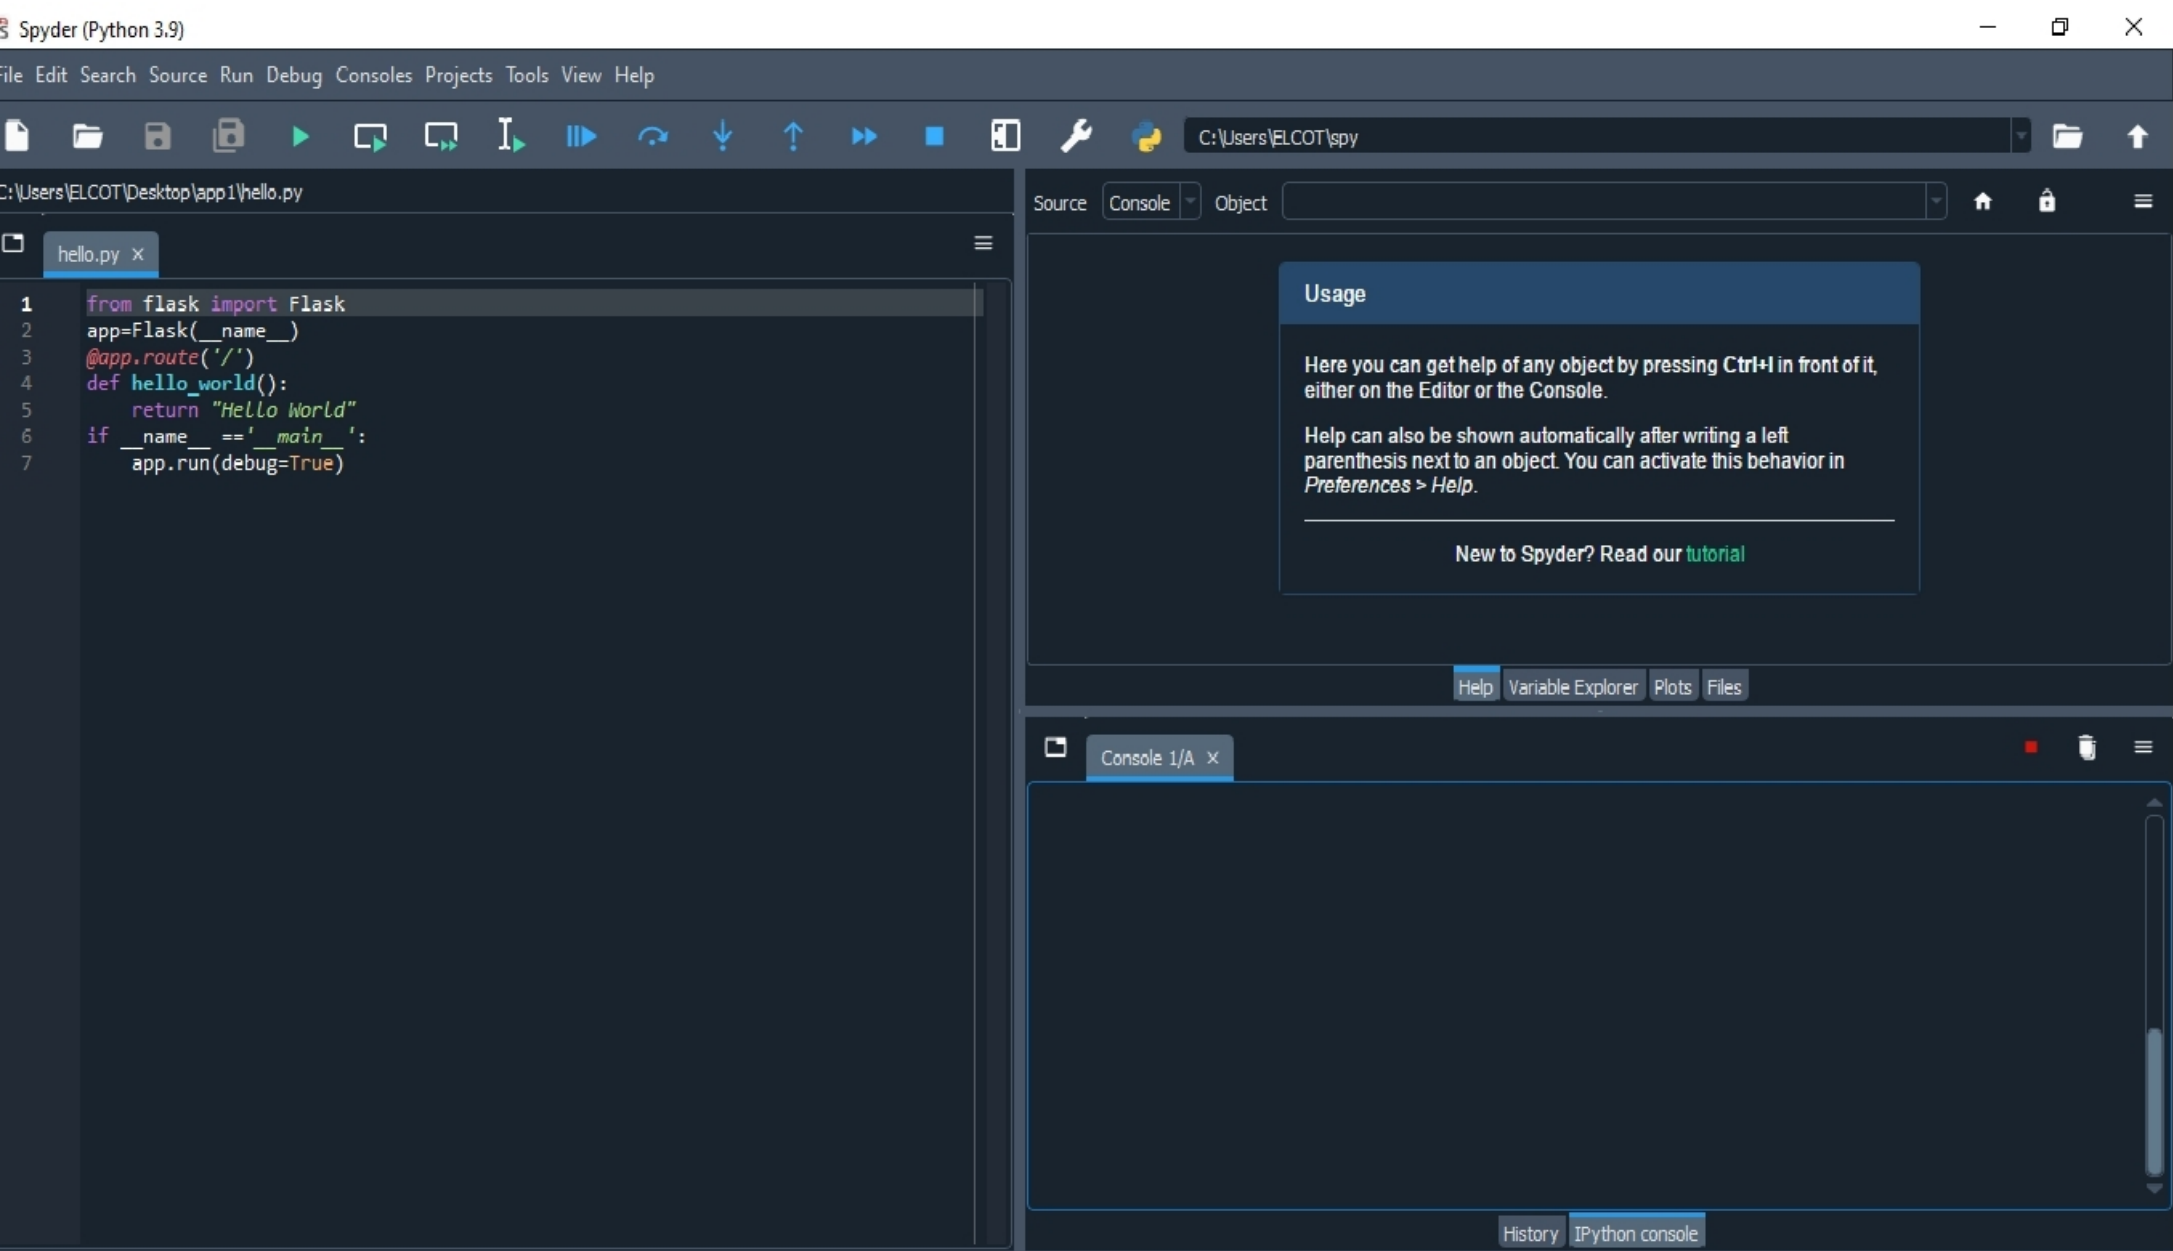 Spyder (Python 3.9)
File Edit Search Source Run Debug Consoles Projects Tools View Help
C:\Users\ELCOT\spy
C:\Users\ELCOT\Desktop\app1\hello.py
hello.py
1 from flask import Flask
2 app=Flask(__name__)
3 @app.route('/')
4 def hello_world():
5     return "Hello World"
6 if __name__ =='__main__':
7     app.run(debug=True)
Source Console Object
Usage
Here you can get help of any object by pressing Ctrl+I in front of it,
either on the Editor or the Console.
Help can also be shown automatically after writing a left
parenthesis next to an object. You can activate this behavior in
Preferences > Help.
New to Spyder? Read our tutorial
Help Variable Explorer Plots Files
Console 1/A
History IPython console